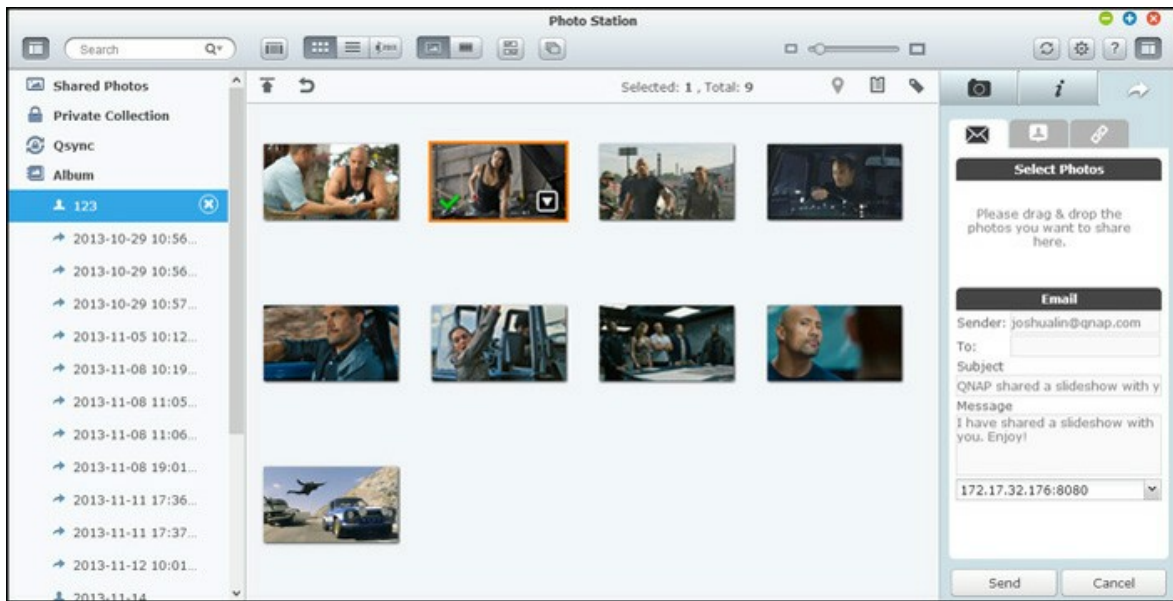 Photo Station
Search
Shared Photos
Private Collection
Qsync
Album
123
2013-10-29 10:56...
2013-10-29 10:56...
2013-10-29 10:57...
2013-11-05 10:12...
2013-11-08 10:19...
2013-11-08 11:05...
2013-11-08 11:06...
2013-11-08 19:01...
2013-11-11 17:36...
2013-11-11 17:37...
2013-11-12 10:01...
2013-11-14
Selected: 1 , Total: 9
i
Select Photos
Please drag & drop the
photos you want to share
here.
Email
Sender: joshualin@qnap.com
To:
Subject
QNAP shared a slideshow with y
Message
I have shared a slideshow with
you. Enjoy!
172.17.32.176:8080
Send Cancel